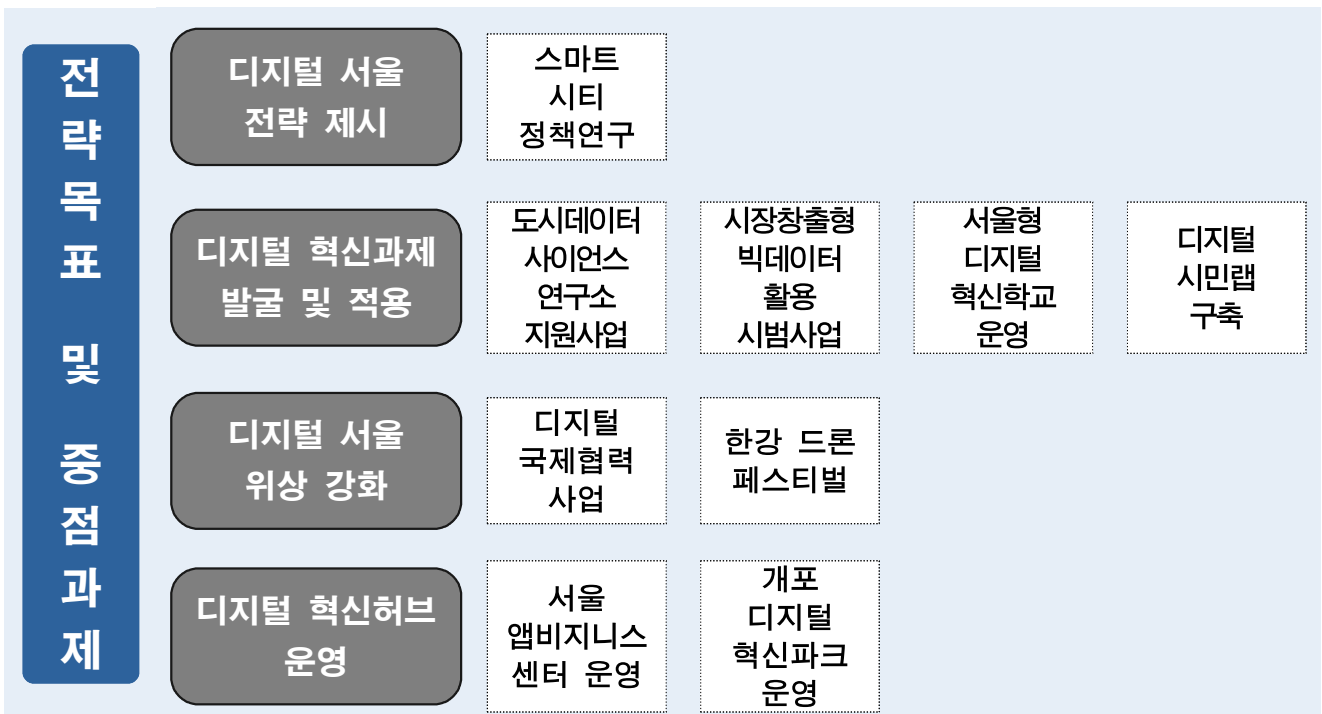 전략목표 및 중점과제
디지털 서울
전략 제시
스마트
시티
정책연구
디지털 혁신과제
발굴 및 적용
도시데이터
사이언스
연구소
지원사업
시장창출형
빅데이터
활용
시범사업
서울형
디지털
혁신학교
운영
디지털
시민랩
구축
디지털 서울
위상 강화
디지털
국제협력
사업
한강 드론
페스티벌
디지털 혁신허브
운영
서울
앱비지니스
센터 운영
개포
디지털
혁신파크
운영